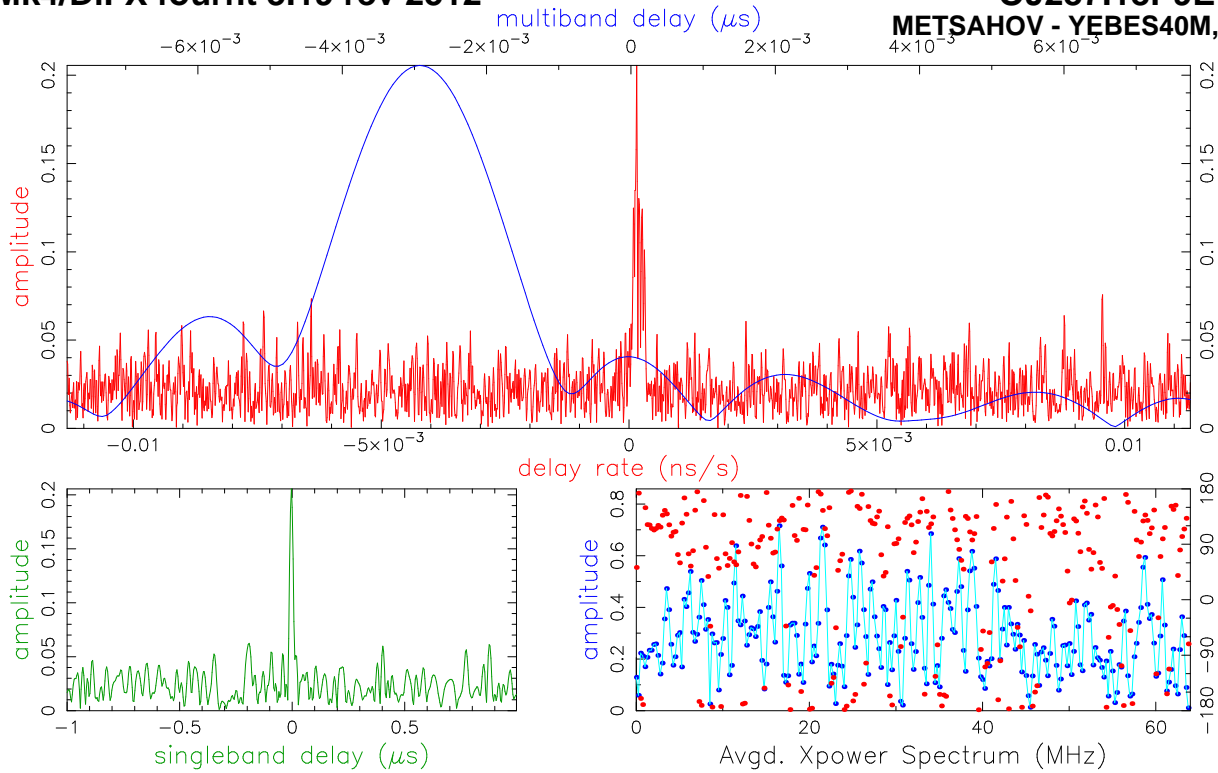 multiband delay (μs)
METSAHOV - YEBES40M,
−6×10⁻³ −4×10⁻³ −2×10⁻³ 0 2×10⁻³ 4×10⁻³ 6×10⁻³
amplitude
0.2 0.2
0.15 0.15
0.1 0.1
0.05 0.05
0 0
−0.01 −5×10⁻³ 0 5×10⁻³ 0.01
delay rate (ns/s)
amplitude
0.2
0.15
0.1
0.05
0
−1 −0.5 0 0.5
singleband delay (μs)
amplitude
0.8 180
0.6 90
0.4 0
0.2 −90
0 −180
0 20 40 60
Avgd. Xpower Spectrum (MHz)